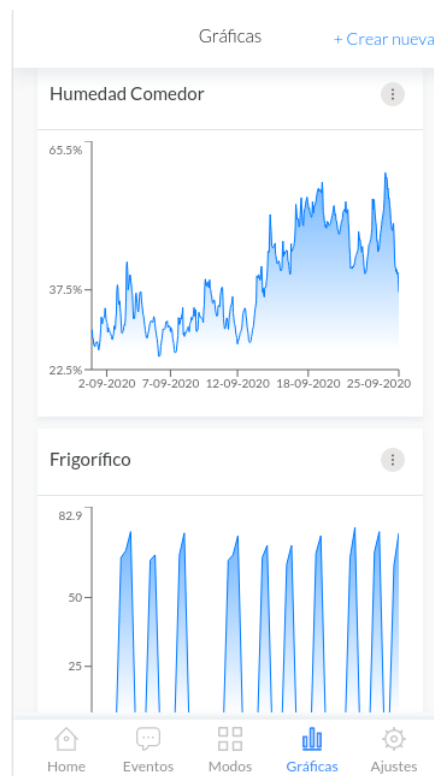 Gráficas
+ Crear nueva
Humedad Comedor
65.5%
37.5%
22.5%
2-09-2020 7-09-2020 12-09-2020 18-09-2020 25-09-2020
Frigorífico
82.9
50
25
Home Eventos Modos Gráficas Ajustes